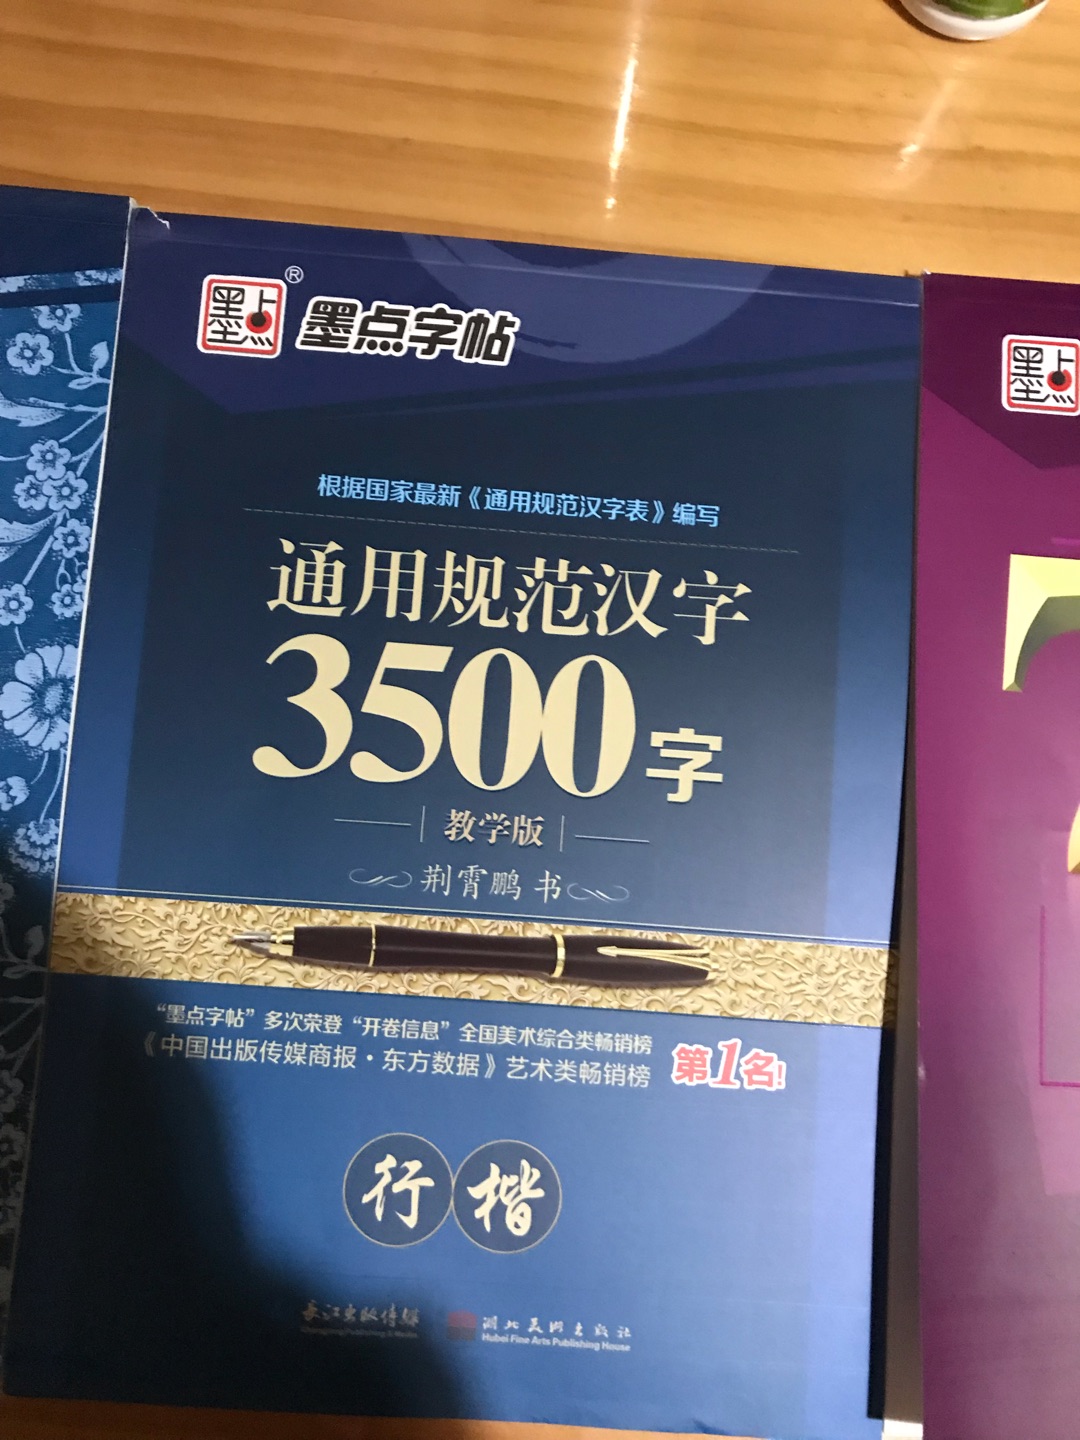 墨点® 墨点字帖
墨点
根据国家最新《通用规范汉字表》编写
通用规范汉字
3500字
教学版
荆霄鹏 书
“墨点字帖”多次荣登“开卷信息”全国美术综合类畅销榜
《中国出版传媒商报·东方数据》艺术类畅销榜 第1名!
行楷
长江出版传媒 湖北美术出版社
Changjiang Publishing & Media Hubei Fine Arts Publishing House